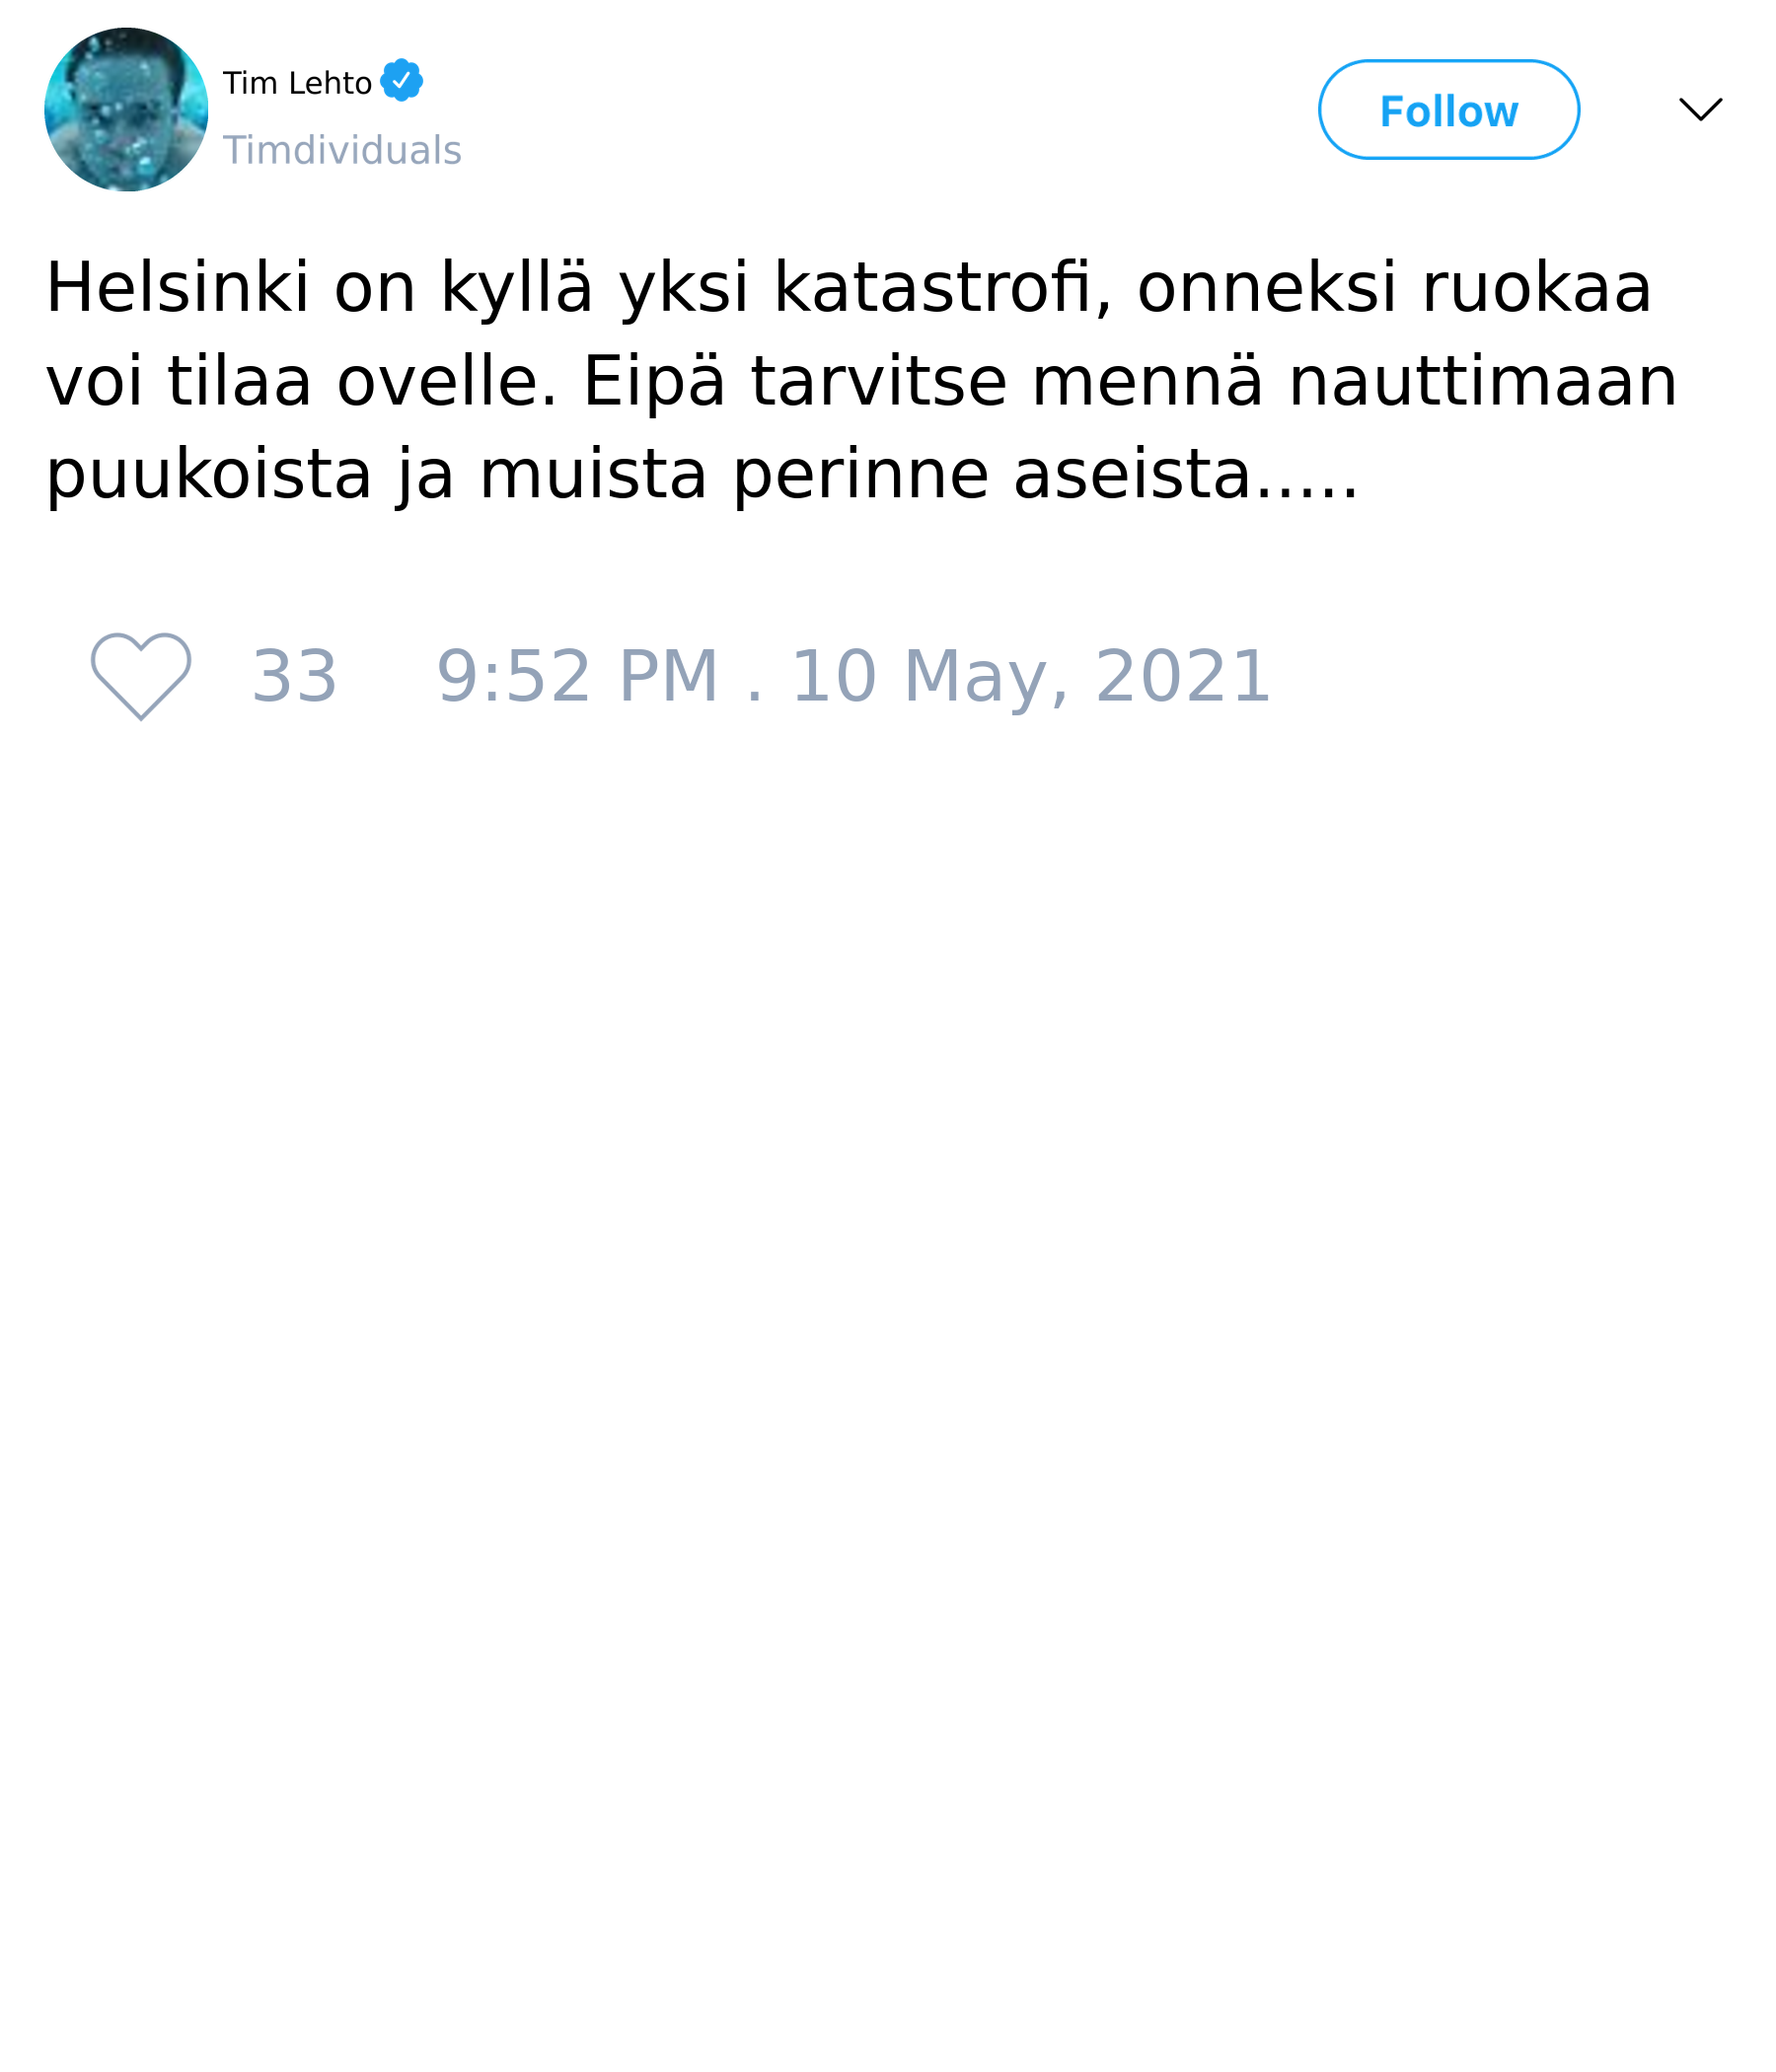 Tim Lehto
Timdividuals
Follow
Helsinki on kyllä yksi katastrofi, onneksi ruokaa
voi tilaa ovelle. Eipä tarvitse mennä nauttimaan
puukoista ja muista perinne aseista.....
33 9:52 PM . 10 May, 2021